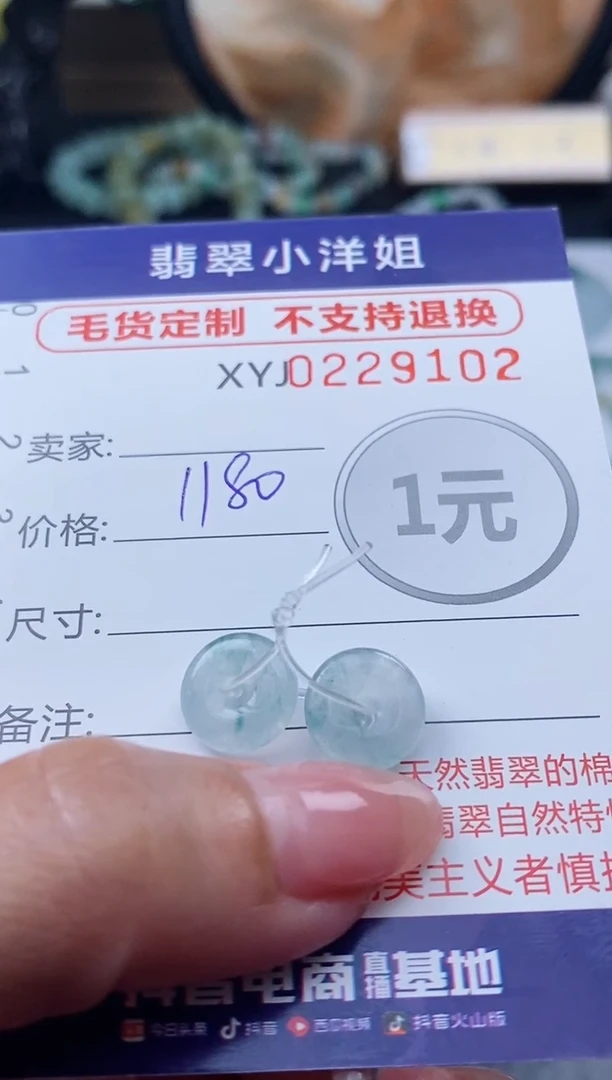 翡翠小洋姐
毛货定制 不支持退换
XYJ0229102
卖家:
价格: 1180
1元
尺寸:
备注:
天然翡翠的棉
翡翠自然特
美主义者慎
抖音电商直播基地
今日头条 抖音 西瓜视频 抖音火山版